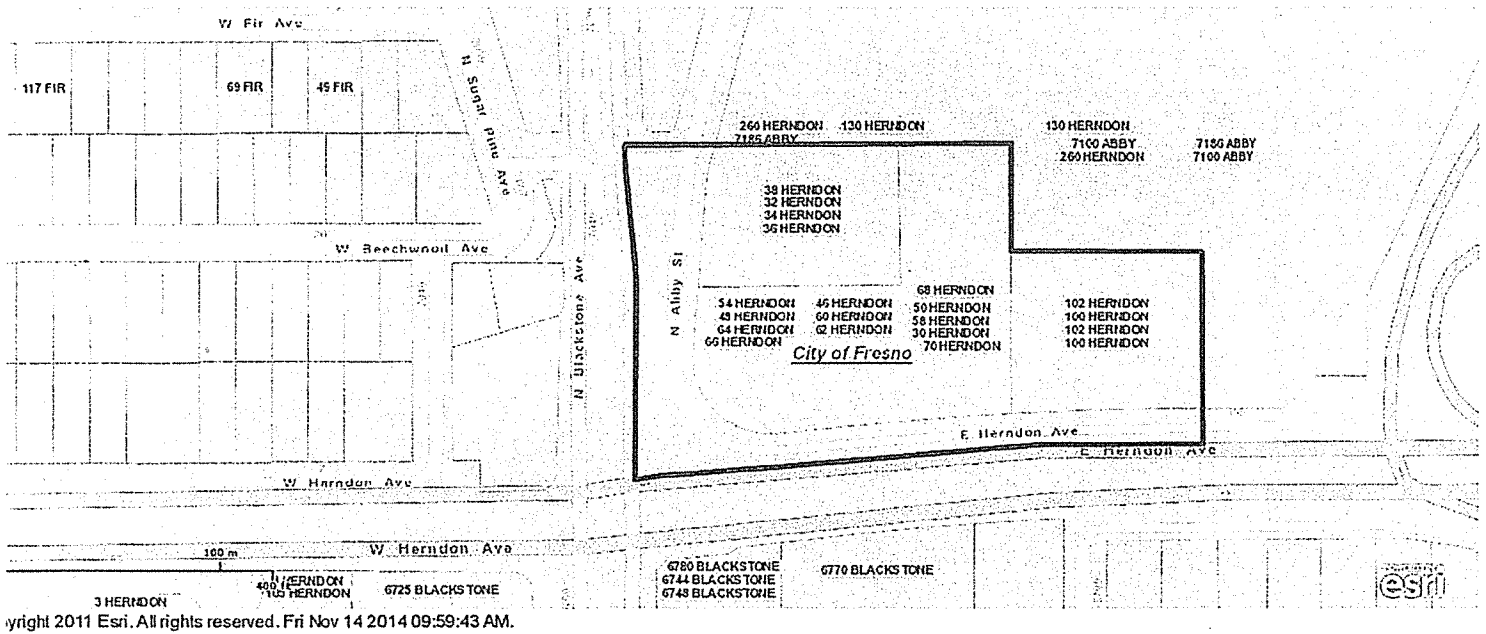 W Fir Ave
117 FIR
69 FIR
45 FIR
N Sugar Pine Ave
260 HERNDON
130 HERNDON
7186 ABBY
130 HERNDON
7100 ABBY
260 HERNDON
7186 ABBY
7100 ABBY
38 HERNDON
32 HERNDON
34 HERNDON
36 HERNDON
W Beechwood Ave
N Blackstone Ave
N Abby St
54 HERNDON
48 HERNDON
64 HERNDON
66 HERNDON
46 HERNDON
60 HERNDON
62 HERNDON
68 HERNDON
50 HERNDON
58 HERNDON
30 HERNDON
70 HERNDON
102 HERNDON
100 HERNDON
102 HERNDON
100 HERNDON
City of Fresno
E Herndon Ave
E Herndon Ave
W Herndon Ave
W Herndon Ave
100 m
HERNDON
HERNDON
3 HERNDON
6725 BLACKSTONE
6780 BLACKSTONE
6744 BLACKSTONE
6748 BLACKSTONE
6770 BLACKSTONE
esri
yright 2011 Esri. All rights reserved. Fri Nov 14 2014 09:59:43 AM.